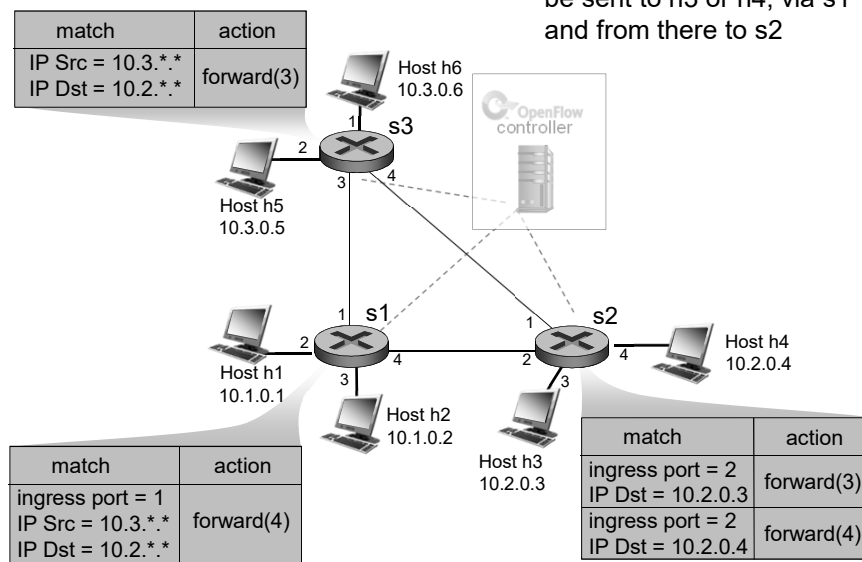 be sent to h3 or h4, via s1
and from there to s2
match action
IP Src = 10.3.*.*
IP Dst = 10.2.*.*
forward(3)
Host h6
10.3.0.6
OpenFlow
controller
1
s3
2
3
4
Host h5
10.3.0.5
1
s1
2
4
3
Host h1
10.1.0.1
Host h2
10.1.0.2
1
s2
2
4
3
Host h4
10.2.0.4
Host h3
10.2.0.3
match action
ingress port = 1
IP Src = 10.3.*.*
IP Dst = 10.2.*.*
forward(4)
match action
ingress port = 2
IP Dst = 10.2.0.3
forward(3)
ingress port = 2
IP Dst = 10.2.0.4
forward(4)